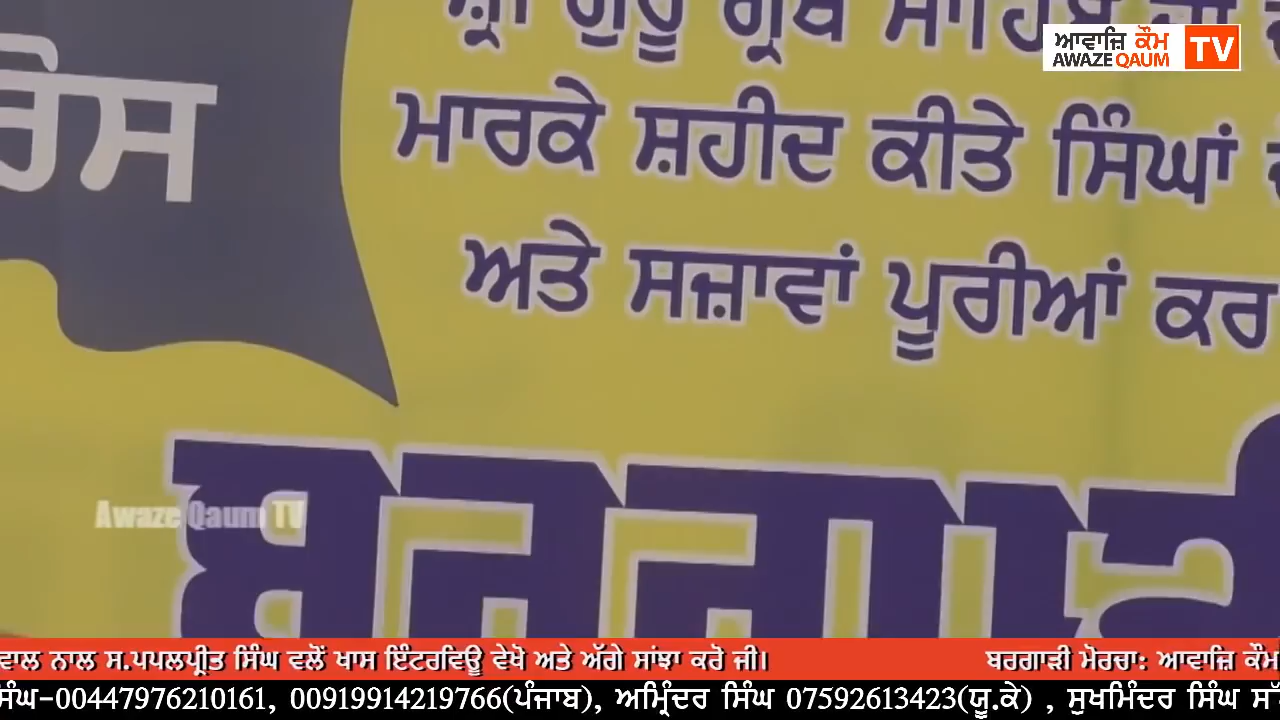 ਸ਼੍ਰੀ ਗੁਰੂ ਗ੍ਰੰਥ ਸਾਹਿਬ
ਆਵਾਜ਼ਿ ਕੌਮ
AWAZE QAUM TV
ਮਾਰਕੇ ਸ਼ਹੀਦ ਕੀਤੇ ਸਿੰਘਾਂ
ਅਤੇ ਸਜ਼ਾਵਾਂ ਪੂਰੀਆਂ ਕਰ
ਬਰਗਾੜੀ
Awaze Qaum TV
ਵਾਲ ਨਾਲ ਸ.ਪਪਲਪ੍ਰੀਤ ਸਿੰਘ ਵਲੋਂ ਖਾਸ ਇੰਟਰਵਿਊ ਵੇਖੋ ਅਤੇ ਅੱਗੇ ਸਾਂਝਾ ਕਰੋ ਜੀ। ਬਰਗਾੜੀ ਮੋਰਚਾ: ਆਵਾਜ਼ਿ ਕੌਮ
ਸਿੰਘ-00447976210161, 00919914219766(ਪੰਜਾਬ), ਅਮ੍ਰਿੰਦਰ ਸਿੰਘ 07592613423(ਯੂ.ਕੇ) , ਸੁਖਮਿੰਦਰ ਸਿੰਘ